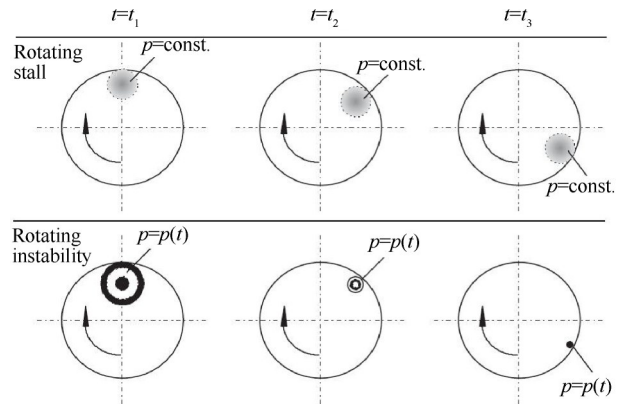 t=t₁ t=t₂ t=t₃
Rotating
stall
p=const.
p=const.
p=const.
Rotating
instability
p=p(t)
p=p(t)
p=p(t)